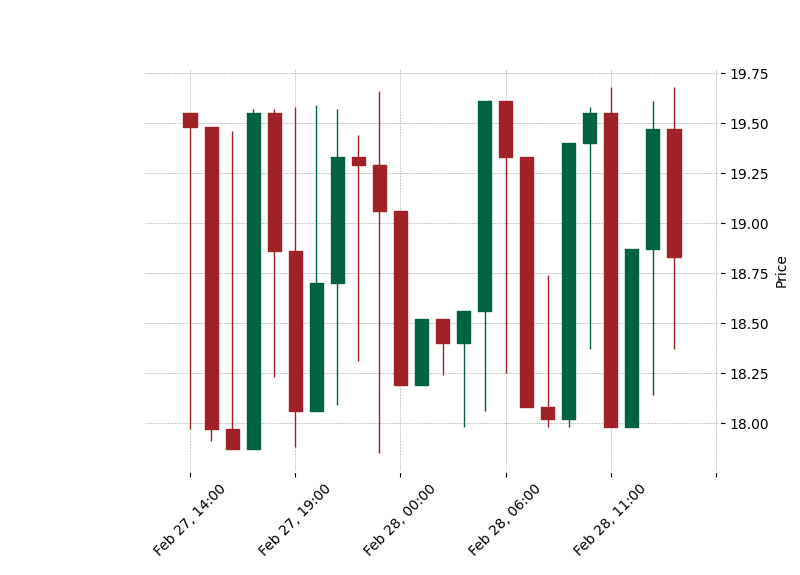 19.75
19.50
19.25
19.00
18.75
18.50
18.25
18.00
Price
Feb 27, 14:00
Feb 27, 19:00
Feb 28, 00:00
Feb 28, 06:00
Feb 28, 11:00